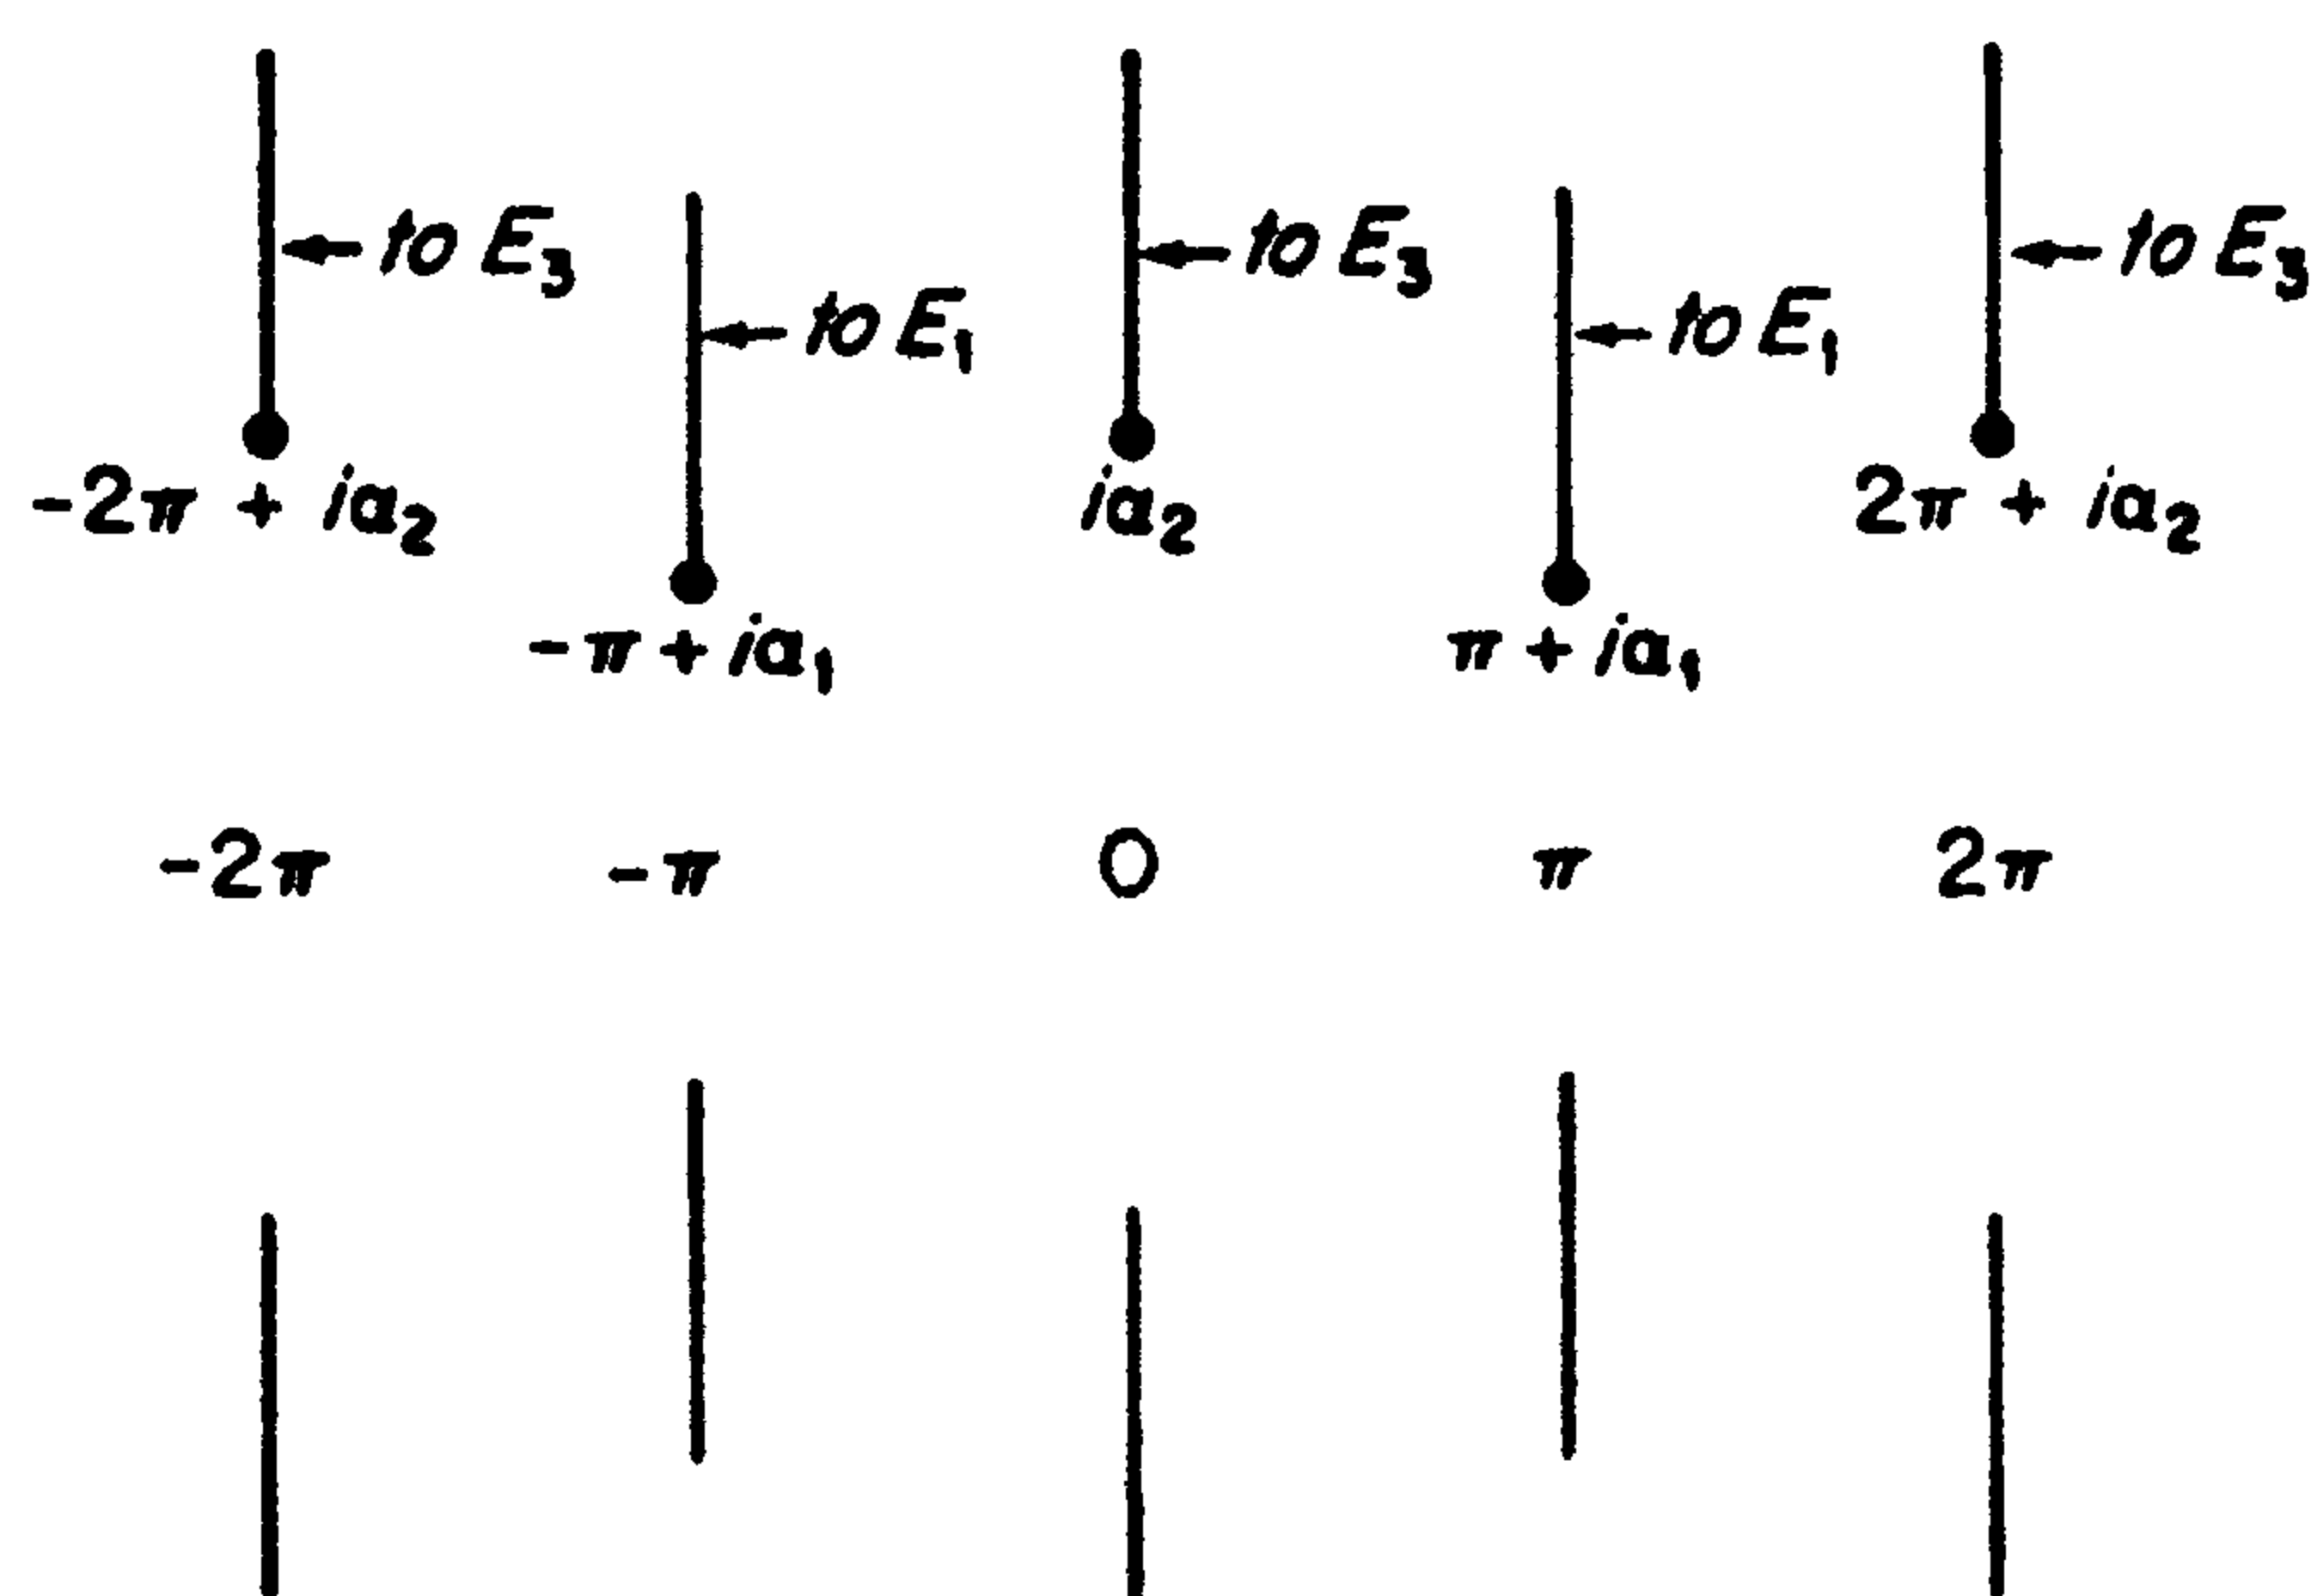 to E₃ to E₃ to E₃
to E₁ to E₁
-2π + ia₂ ia₂ 2π + ia₂
-π + ia₁ π + ia₁
-2π -π 0 π 2π